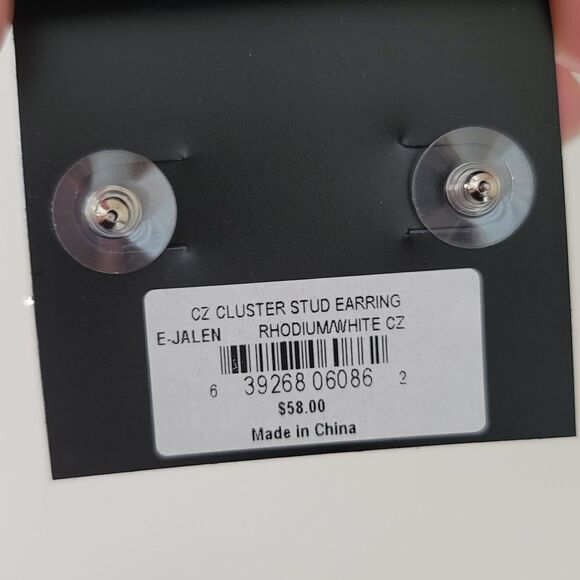 CZ CLUSTER STUD EARRING
E-JALEN RHODIUM/WHITE CZ
6 39268 06086 2
$58.00
Made in China